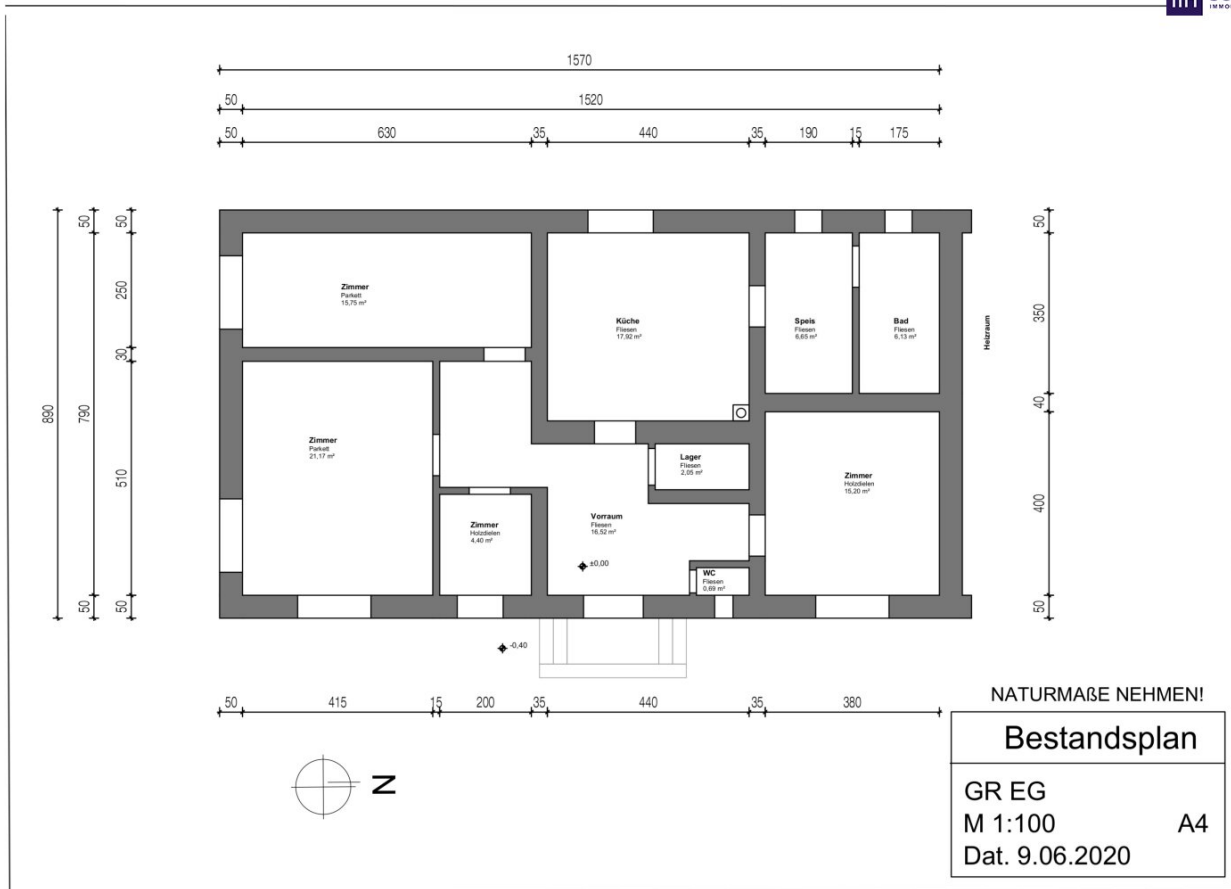 IMMO
1570
50 1520
50 630 35 440 35 190 15 175
890
50 790 50
50 250 30 510 50
50 350 40 400 50
Zimmer
Parkett
15,75 m²
Küche
Fliesen
17,92 m²
Speis
Fliesen
6,65 m²
Bad
Fliesen
6,13 m²
Heizraum
Zimmer
Parkett
21,17 m²
Lager
Fliesen
2,05 m²
Zimmer
Holzdielen
15,20 m²
Zimmer
Holzdielen
4,40 m²
Vorraum
Fliesen
16,52 m²
±0,00
WC
Fliesen
0,69 m²
-0,40
50 415 15 200 35 440 35 380
N
NATURMAßE NEHMEN!
Bestandsplan
GR EG
M 1:100 A4
Dat. 9.06.2020